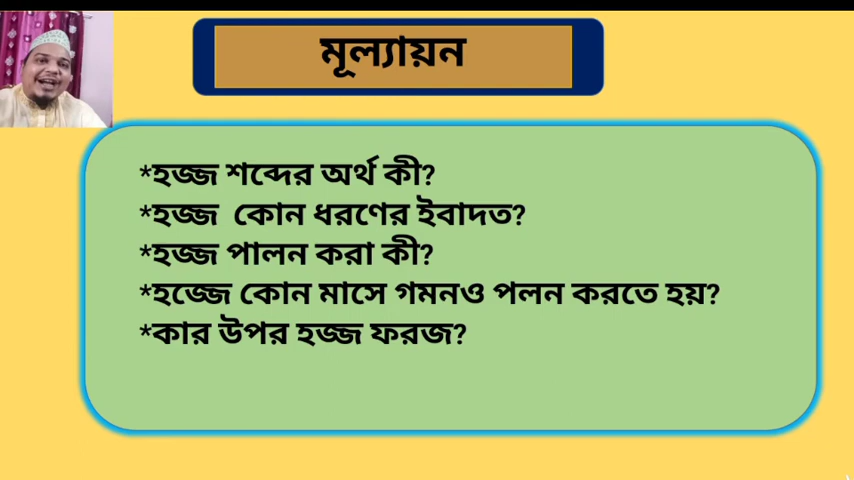 মূল্যায়ন
*হজ্জ শব্দের অর্থ কী?
*হজ্জ কোন ধরণের ইবাদত?
*হজ্জ পালন করা কী?
*হজ্জে কোন মাসে গমনও পলন করতে হয়?
*কার উপর হজ্জ ফরজ?